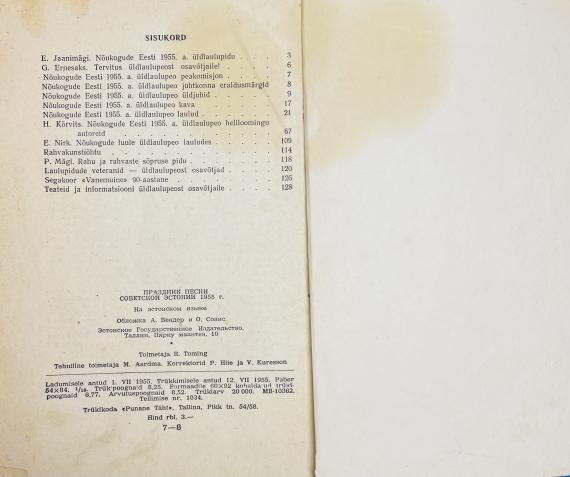 SISUKORD
E. Jaanimägi. Nõukogude Eesti 1955. a. üldlaulupidu . . . . 3
G. Ernesaks. Tervitus üldlaulupeost osavõtjaile! . . . . . 6
Nõukogude Eesti 1955. a. üldlaulupeo peakomisjon . . . . 7
Nõukogude Eesti 1955. a. üldlaulupeo juhtkonna eraldusmärgid 8
Nõukogude Eesti 1955. a. üldlaulupeo üldjuhid . . . . . 9
Nõukogude Eesti 1955. a. üldlaulupeo kava . . . . . 17
Nõukogude Eesti 1955. a. üldlaulupeo laulud . . . . . 21
H. Kõrvits. Nõukogude Eesti 1955. a. üldlaulupeo heliloomingu
autoreid . . . . . . . . . . 67
E. Nirk. Nõukogude luule üldlaulupeo lauludes . . . . . 109
Rahvakunstiõhtu . . . . . . . . . . 114
P. Mägi. Rahu ja rahvaste sõpruse pidu . . . . . . 118
Laulupidude veteranid — üldlaulupeost osavõtjad . . . . 120
Segakoor «Vanemuine» 90-aastane . . . . . . . 126
Teateid ja informatsiooni üldlaulupeost osavõtjaile . . . . 128
ПРАЗДНИК ПЕСНИ
СОВЕТСКОЙ ЭСТОНИИ 1955 г.
На эстонском языке
Обложка А. Вендер и О. Соанс
Эстонское Государственное Издательство,
Таллин, Пярну маантеэ, 10
*
Toimetaja R. Toming
Tehniline toimetaja M. Aardma. Korrektorid P. Hiie ja V. Kuresson
Ladumisele antud 1. VII 1955. Trükkimisele antud 12. VII 1955. Paber
54×84, 1/16. Trükipoognaid 8,25. Formaadile 60×92 kohaldatud trüki-
poognaid 6,77. Arvutuspoognaid 8,52. Trükiarv 20 000. MB-10362.
Tellimise nr. 1034.
Trükikoda «Punane Täht», Tallinn, Pikk tn. 54/58.
Hind rbl. 3.—
7—8